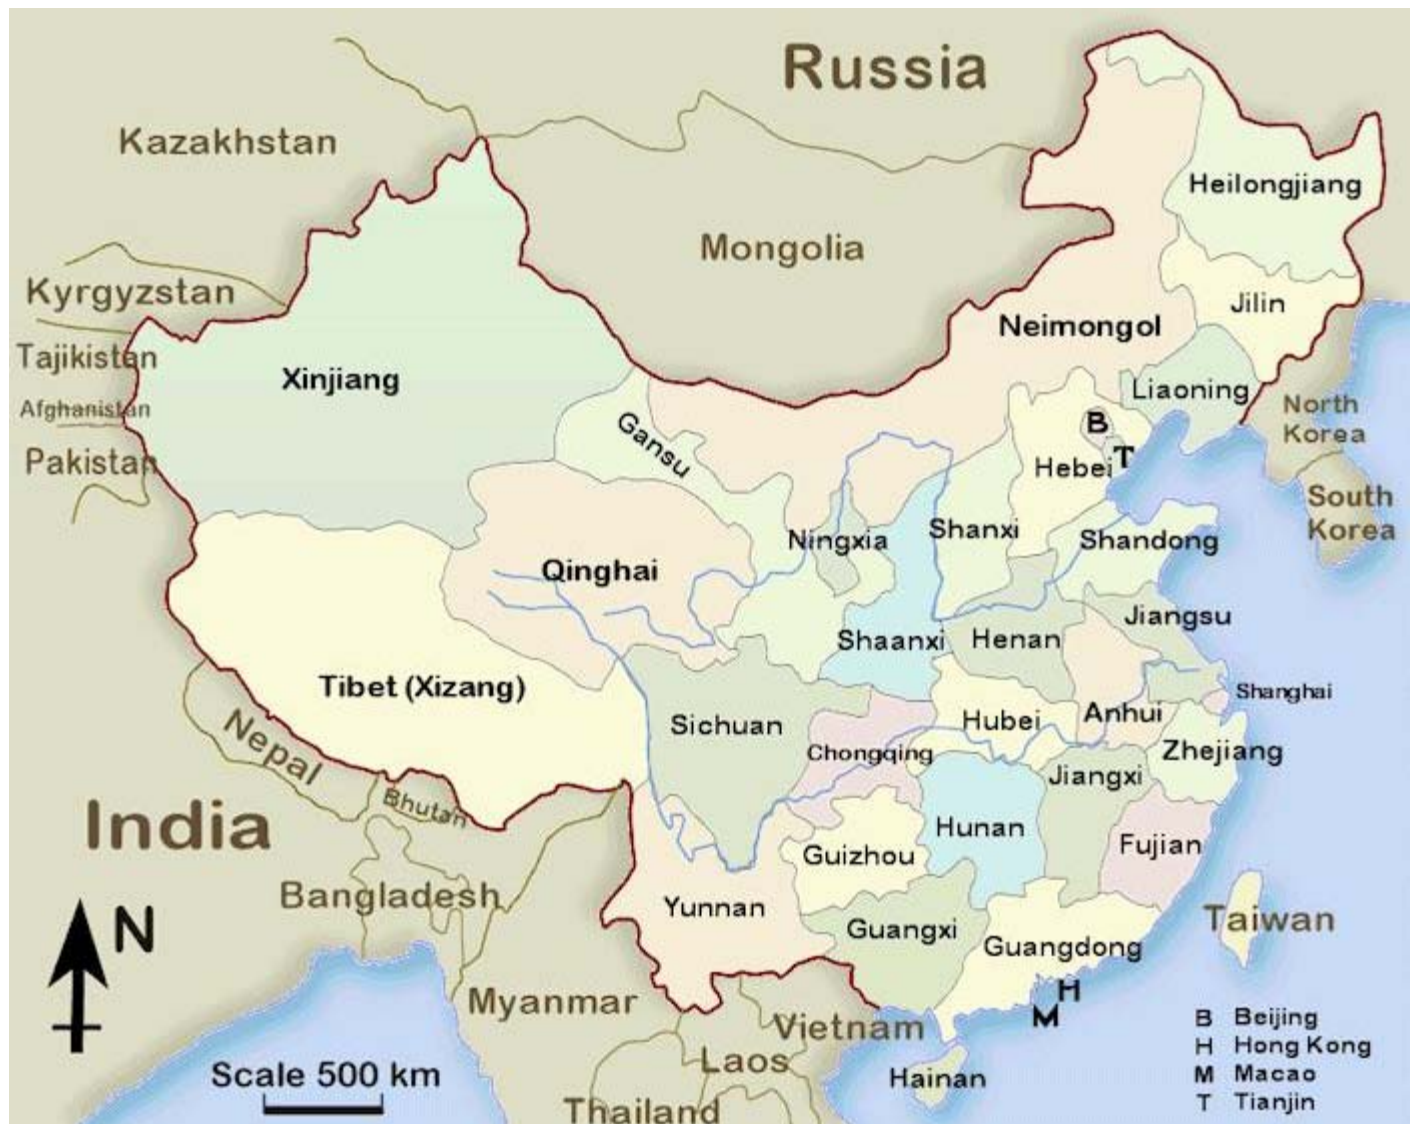 Russia
Kazakhstan
Heilongjiang
Mongolia
Kyrgyzstan
Jilin
Neimongol
Tajikistan
Xinjiang
Liaoning
Afghanistan
North
Korea
B
Gansu
Pakistan
Hebei
T
South
Korea
Ningxia
Shanxi
Shandong
Qinghai
Jiangsu
Shaanxi
Henan
Tibet (Xizang)
Shanghai
Sichuan
Hubei
Anhui
Nepal
Chongqing
Zhejiang
Jiangxi
Bhutan
India
Hunan
Fujian
Guizhou
Bangladesh
Yunnan
Taiwan
N
Guangxi
Guangdong
H
Myanmar
M
Vietnam
B Beijing
H Hong Kong
Laos
Scale 500 km
Hainan
M Macao
T Tianjin
Thailand